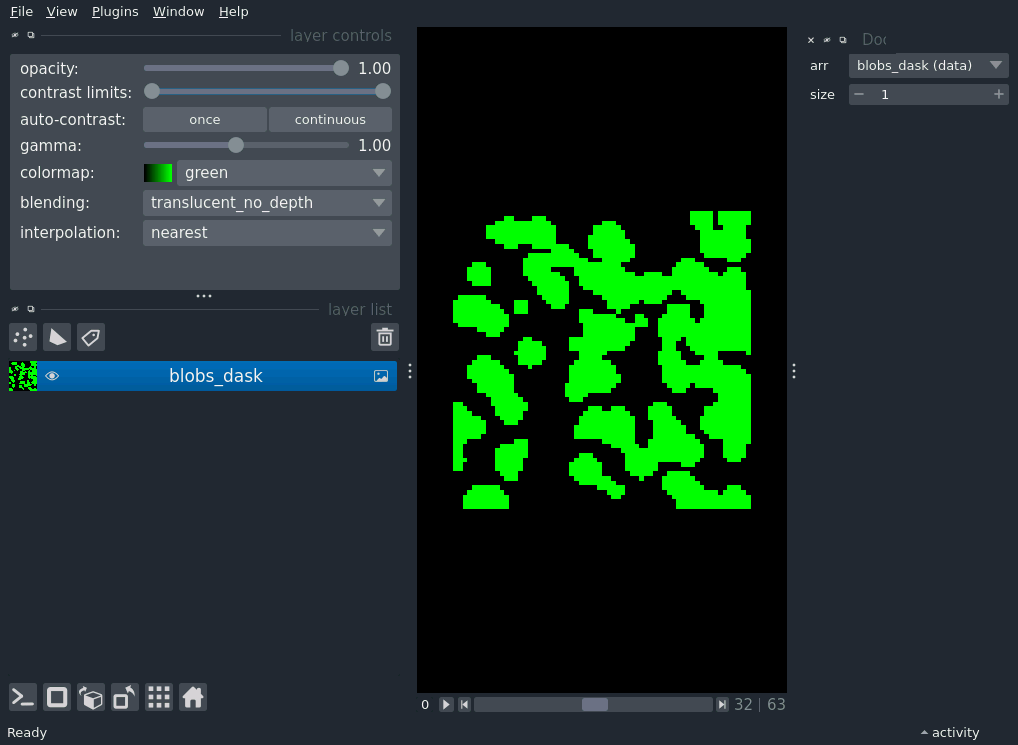 File View Plugins Window Help
layer controls
opacity: 1.00
contrast limits:
auto-contrast: once continuous
gamma: 1.00
colormap: green
blending: translucent_no_depth
interpolation: nearest
layer list
blobs_dask
0 32 | 63
arr blobs_dask (data)
size 1
Ready
activity